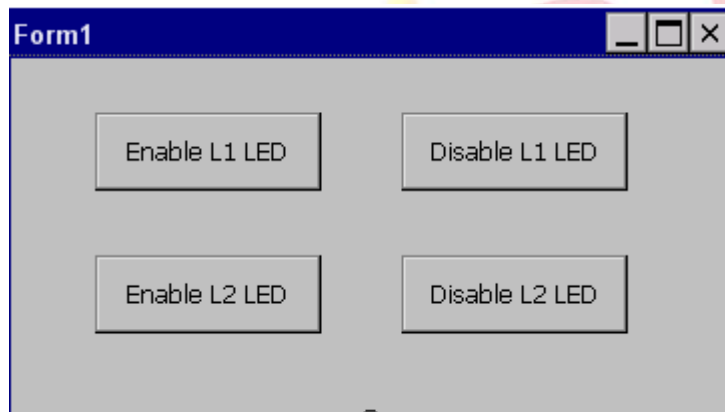 Form1
Enable L1 LED Disable L1 LED
Enable L2 LED Disable L2 LED